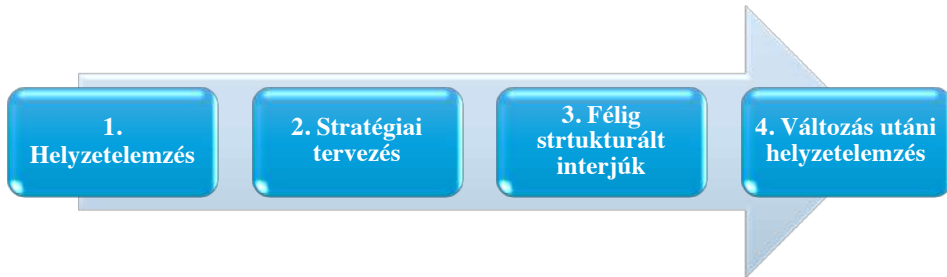 1.
Helyzetelemzés
2. Stratégiai
tervezés
3. Félig
strtukturált
interjúk
4. Változás utáni
helyzetelemzés